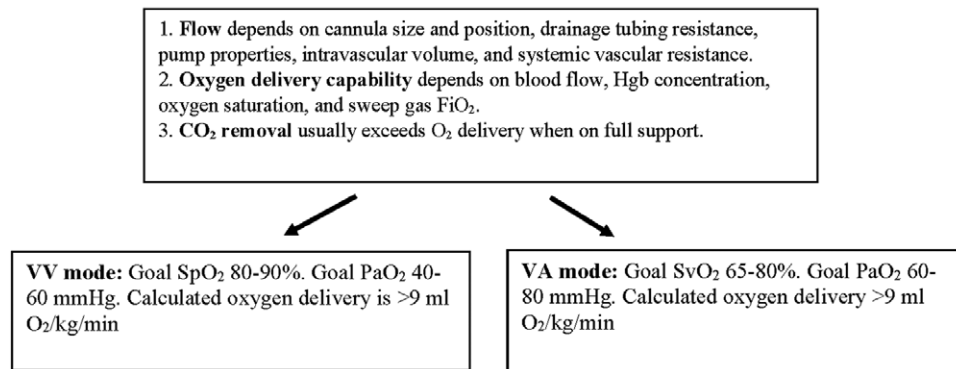 1. Flow depends on cannula size and position, drainage tubing resistance,
pump properties, intravascular volume, and systemic vascular resistance.
2. Oxygen delivery capability depends on blood flow, Hgb concentration,
oxygen saturation, and sweep gas FiO₂.
3. CO₂ removal usually exceeds O₂ delivery when on full support.
VV mode: Goal SpO₂ 80-90%. Goal PaO₂ 40-
60 mmHg. Calculated oxygen delivery is >9 ml
O₂/kg/min
VA mode: Goal SvO₂ 65-80%. Goal PaO₂ 60-
80 mmHg. Calculated oxygen delivery >9 ml
O₂/kg/min